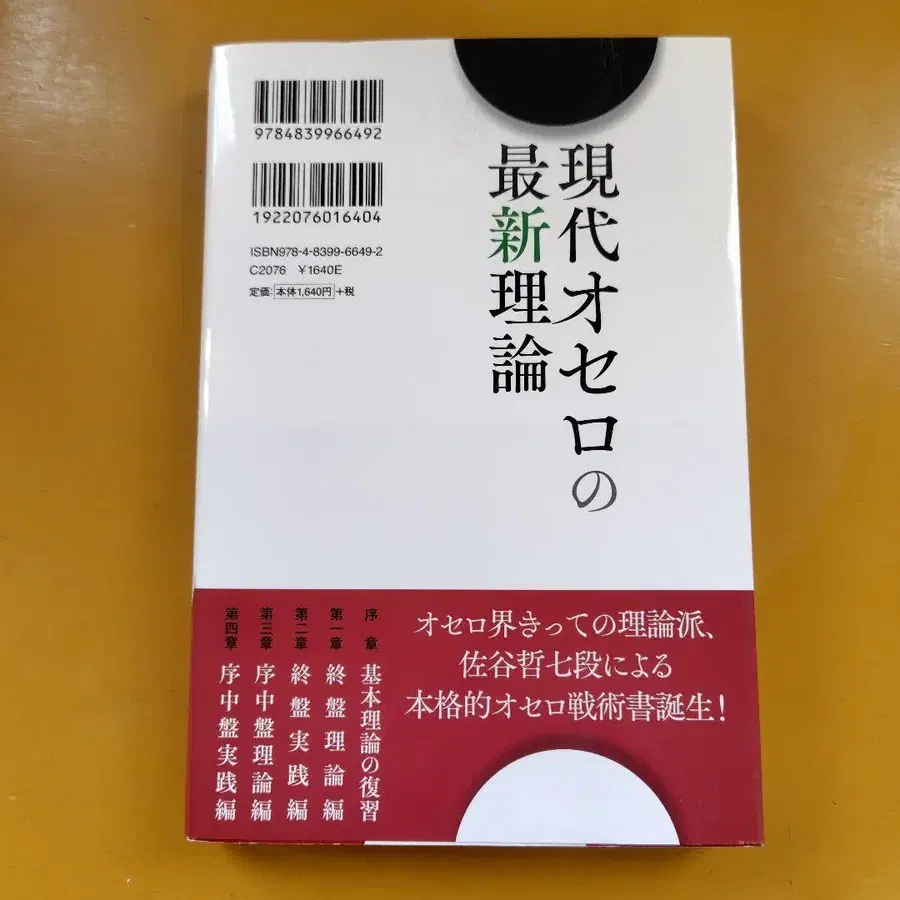 9784839966492
1922076016404
ISBN978-4-8399-6649-2
C2076 ¥1640E
定価:本体1,640円+税
現代オセロの
最新理論
オセロ界きっての理論派、
佐谷哲七段による
本格的オセロ戦術書誕生!
序章 基本理論の復習
第一章 終盤理論編
第二章 終盤実践編
第三章 序中盤理論編
第四章 序中盤実践編